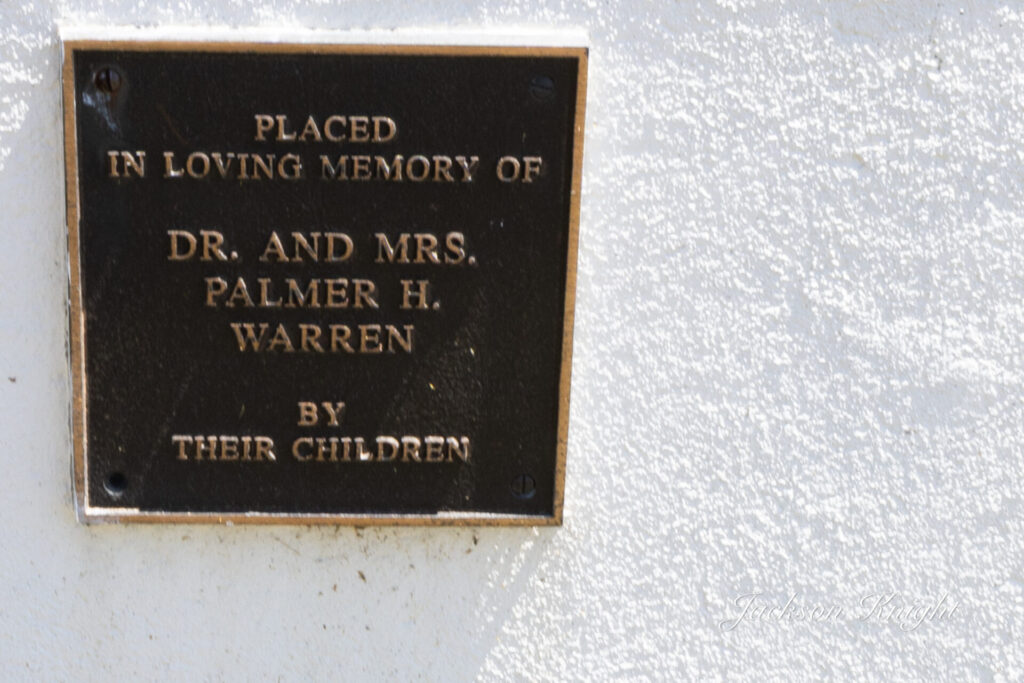 PLACED
IN LOVING MEMORY OF
DR. AND MRS.
PALMER H.
WARREN
BY
THEIR CHILDREN
Jackson Knight